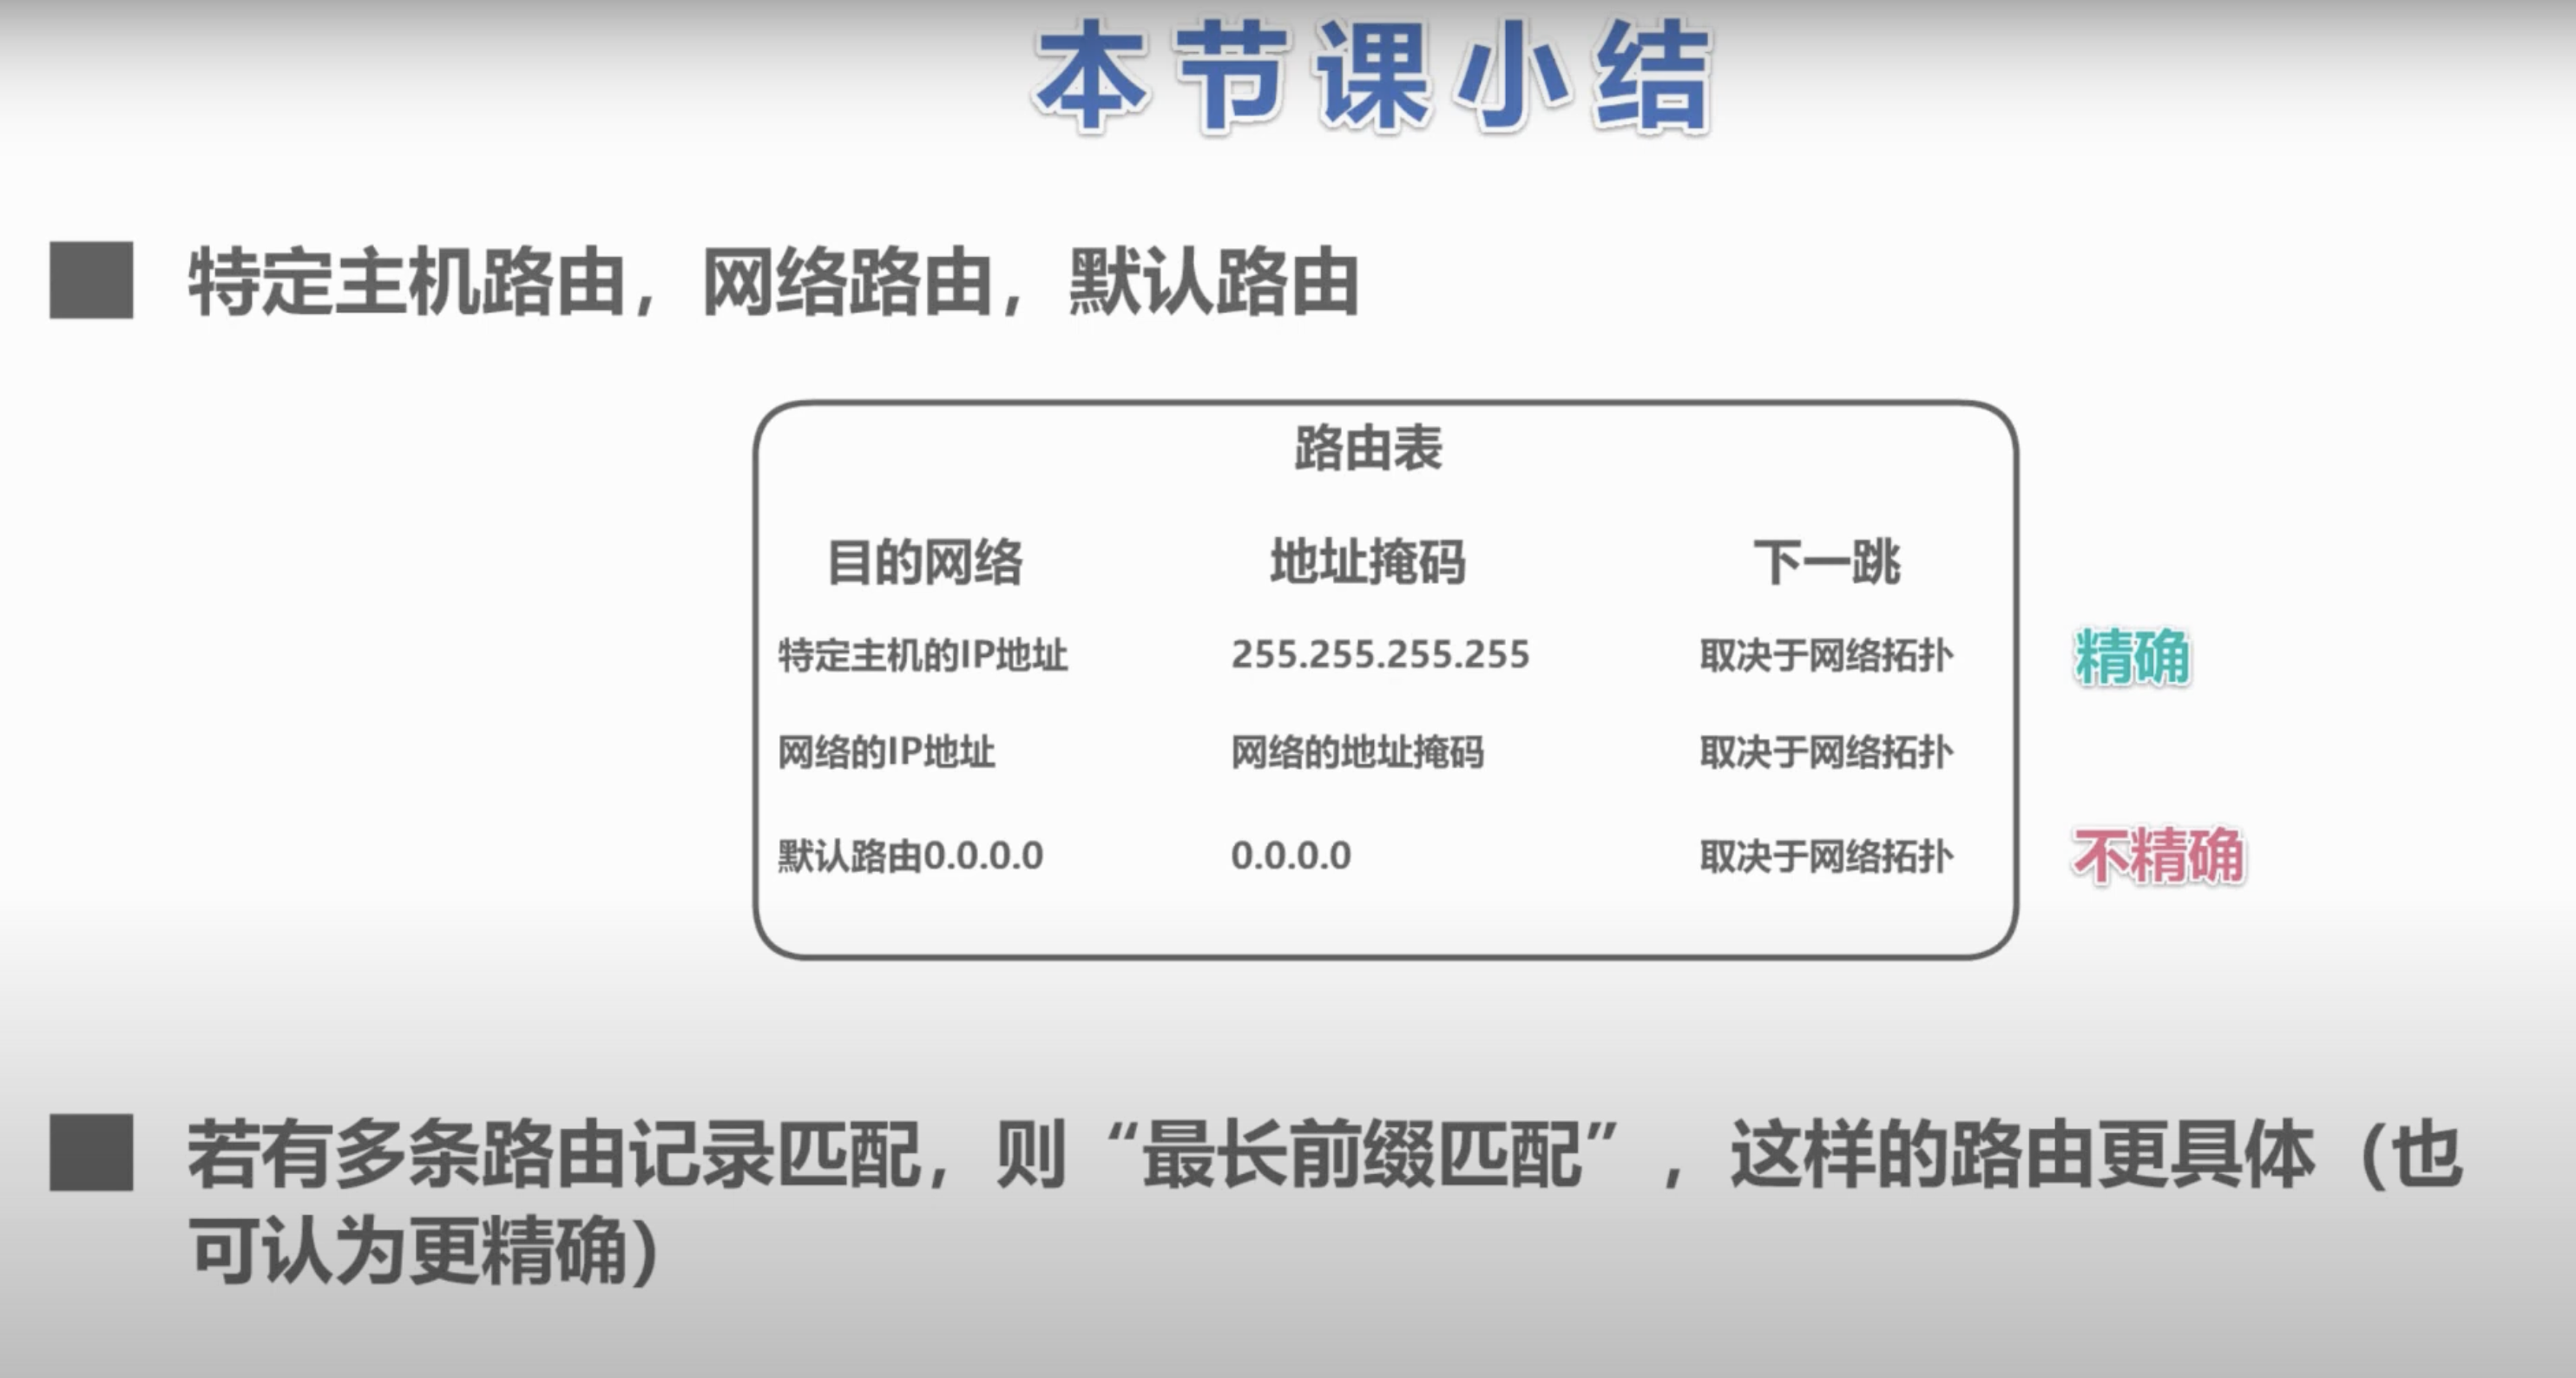 本节课小结
特定主机路由，网络路由，默认路由
路由表
目的网络 地址掩码 下一跳
特定主机的IP地址 255.255.255.255 取决于网络拓扑 精确
网络的IP地址 网络的地址掩码 取决于网络拓扑
默认路由0.0.0.0 0.0.0.0 取决于网络拓扑 不精确
若有多条路由记录匹配，则“最长前缀匹配”，这样的路由更具体（也
可认为更精确）